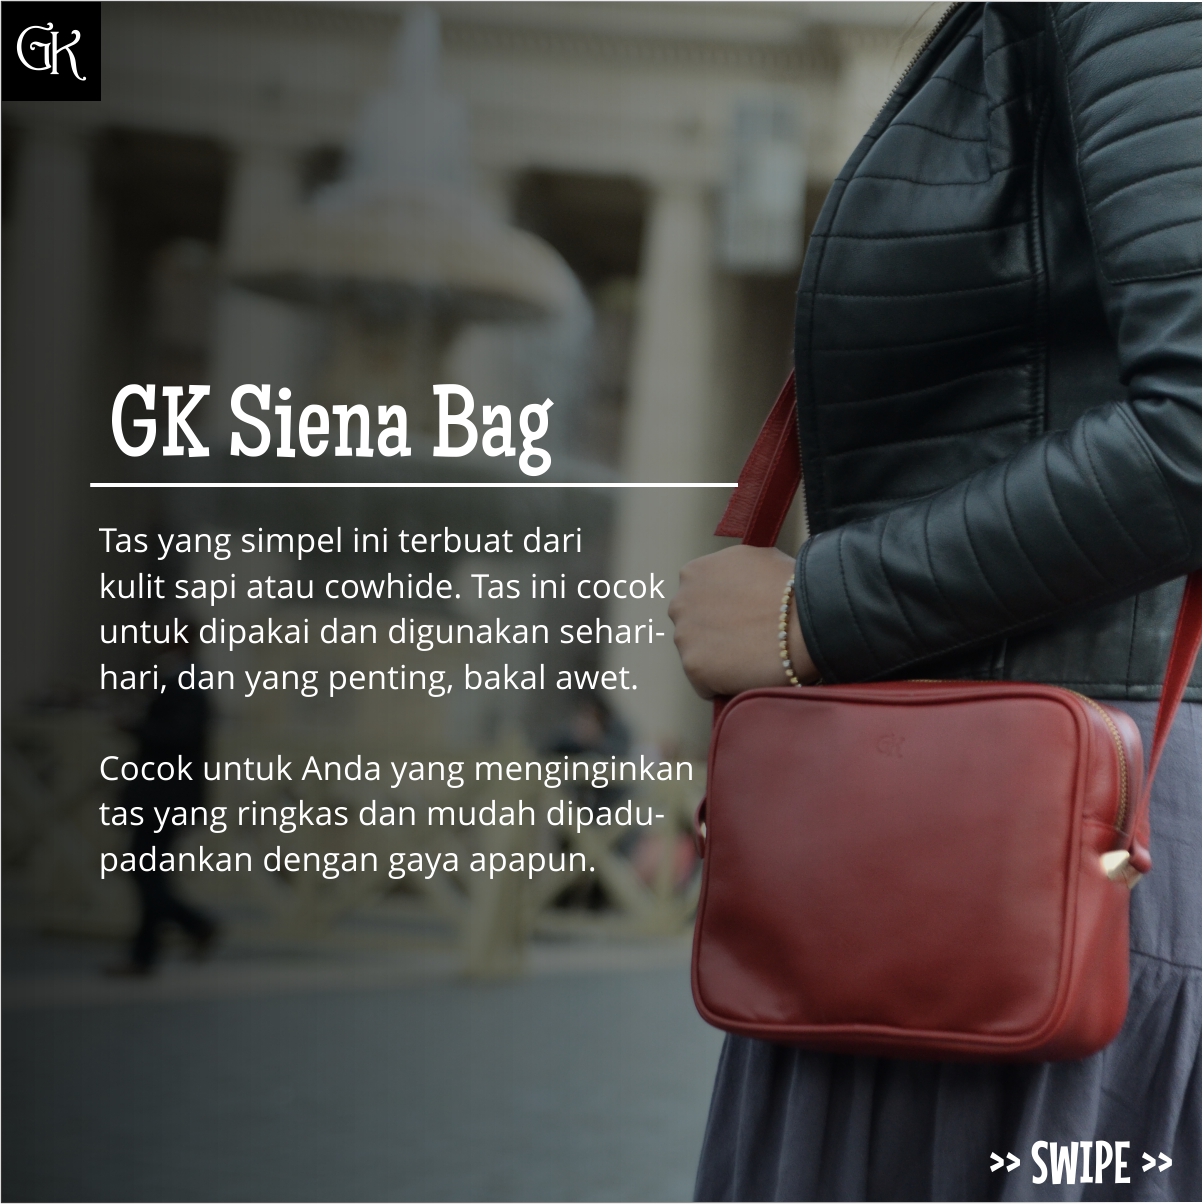 GK
GK Siena Bag
Tas yang simpel ini terbuat dari
kulit sapi atau cowhide. Tas ini cocok
untuk dipakai dan digunakan sehari-
hari, dan yang penting, bakal awet.
Cocok untuk Anda yang menginginkan
tas yang ringkas dan mudah dipadu-
padankan dengan gaya apapun.
GK
>> SWIPE >>